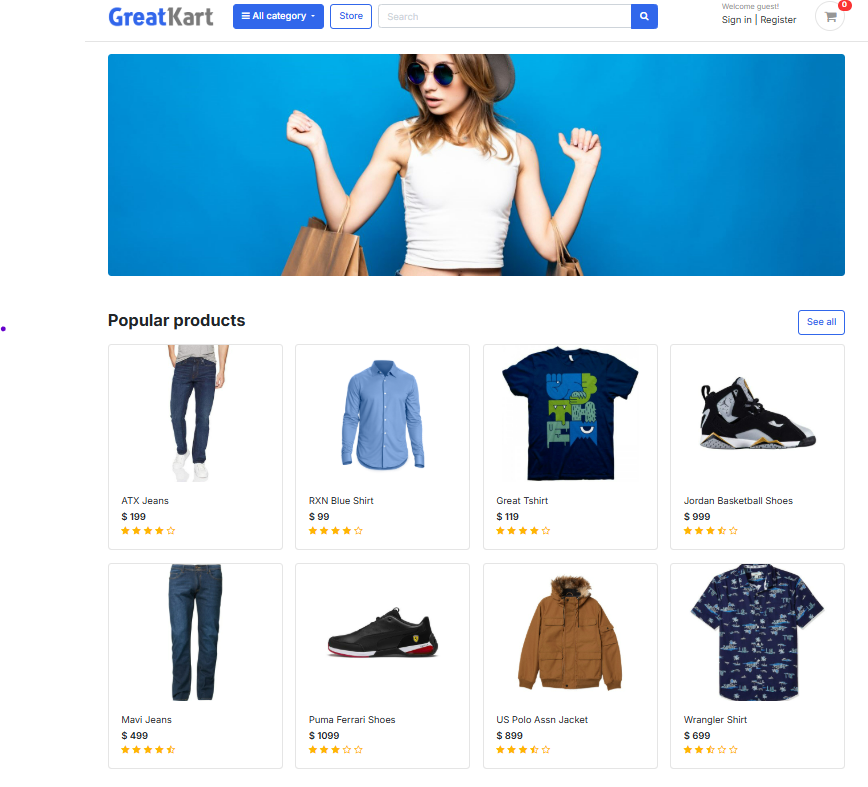 GreatKart
All category
Store
Search
Welcome guest!
Sign in | Register
0
Popular products
See all
ATX Jeans
$ 199
RXN Blue Shirt
$ 99
Great Tshirt
$ 119
Jordan Basketball Shoes
$ 999
Mavi Jeans
$ 499
Puma Ferrari Shoes
$ 1099
US Polo Assn Jacket
$ 899
Wrangler Shirt
$ 699